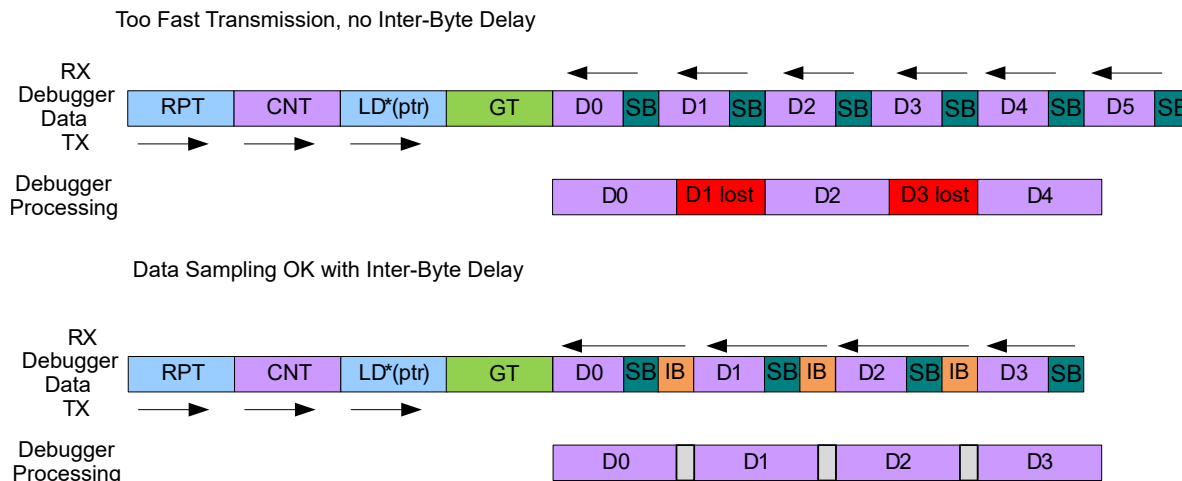 Too Fast Transmission, no Inter-Byte Delay
RX
Debugger
Data
TX
RPT CNT LD*(ptr) GT D0 SB D1 SB D2 SB D3 SB D4 SB D5 SB
Debugger
Processing
D0 D1 lost D2 D3 lost D4
Data Sampling OK with Inter-Byte Delay
RX
Debugger
Data
TX
RPT CNT LD*(ptr) GT D0 SB IB D1 SB IB D2 SB IB D3 SB
Debugger
Processing
D0 D1 D2 D3